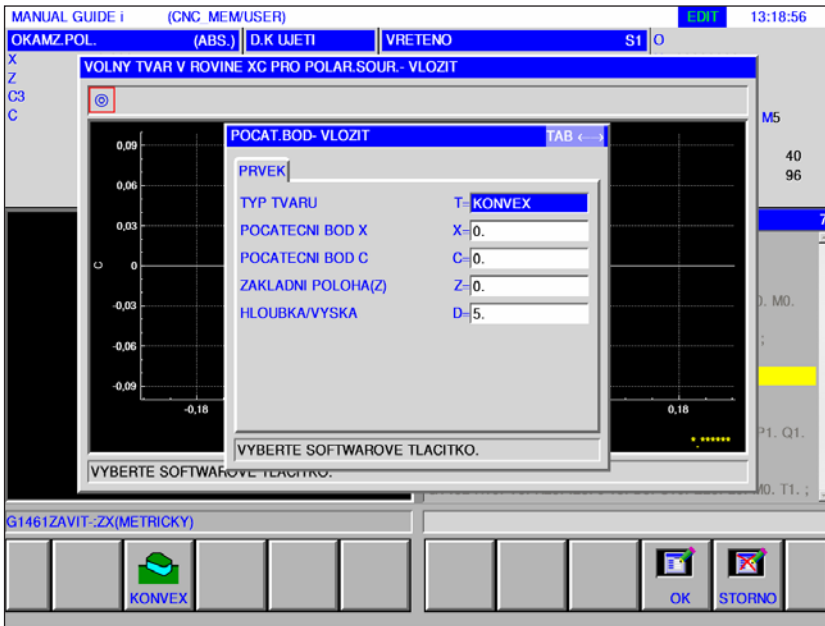 MANUAL GUIDE i (CNC_MEM/USER) EDIT 13:18:56
OKAMZ.POL. (ABS.) D.K UJETI VRETENO S1 O
X
Z
C3
C
M5
40
96
VOLNY TVAR V ROVINE XC PRO POLAR.SOUR.- VLOZIT
POCAT.BOD- VLOZIT TAB ←→
PRVEK
TYP TVARU T= KONVEX
POCATECNI BOD X X= 0.
POCATECNI BOD C C= 0.
ZAKLADNI POLOHA(Z) Z= 0.
HLOUBKA/VYSKA D= 5.
VYBERTE SOFTWAROVE TLACITKO.
0,09
0,06
0,03
C 0
-0,03
-0,06
-0,09
-0,18 0,18
*.******
VYBERTE SOFTWAROVE TLACITKO.
7
0. M0.
;
P1. Q1.
M0. T1. ;
G1461ZAVIT-:ZX(METRICKY)
KONVEX OK STORNO